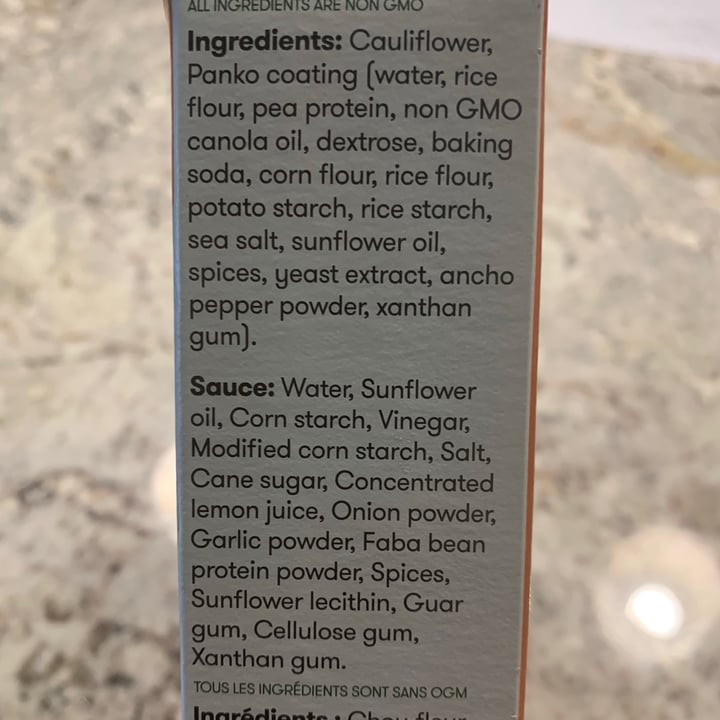 ALL INGREDIENTS ARE NON GMO
Ingredients: Cauliflower,
Panko coating (water, rice
flour, pea protein, non GMO
canola oil, dextrose, baking
soda, corn flour, rice flour,
potato starch, rice starch,
sea salt, sunflower oil,
spices, yeast extract, ancho
pepper powder, xanthan
gum).
Sauce: Water, Sunflower
oil, Corn starch, Vinegar,
Modified corn starch, Salt,
Cane sugar, Concentrated
lemon juice, Onion powder,
Garlic powder, Faba bean
protein powder, Spices,
Sunflower lecithin, Guar
gum, Cellulose gum,
Xanthan gum.
TOUS LES INGRÉDIENTS SONT SANS OGM
Ingrédients : Chou-fleur,